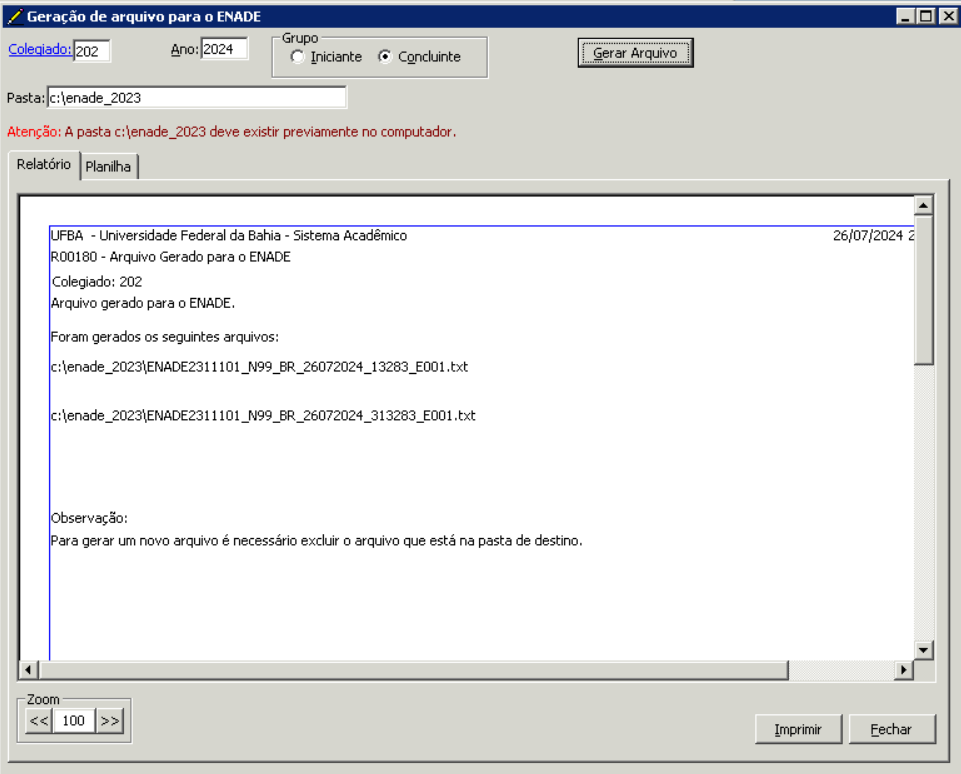 Geração de arquivo para o ENADE
Colegiado: 202 Ano: 2024 Grupo Iniciante Concluinte Gerar Arquivo
Pasta: c:\enade_2023
Atenção: A pasta c:\enade_2023 deve existir previamente no computador.
Relatório Planilha
UFBA - Universidade Federal da Bahia - Sistema Acadêmico 26/07/2024 2
R00180 - Arquivo Gerado para o ENADE
Colegiado: 202
Arquivo gerado para o ENADE.
Foram gerados os seguintes arquivos:
c:\enade_2023\ENADE2311101_N99_BR_26072024_13283_E001.txt
c:\enade_2023\ENADE2311101_N99_BR_26072024_313283_E001.txt
Observação:
Para gerar um novo arquivo é necessário excluir o arquivo que está na pasta de destino.
Zoom
<< 100 >>
Imprimir Fechar